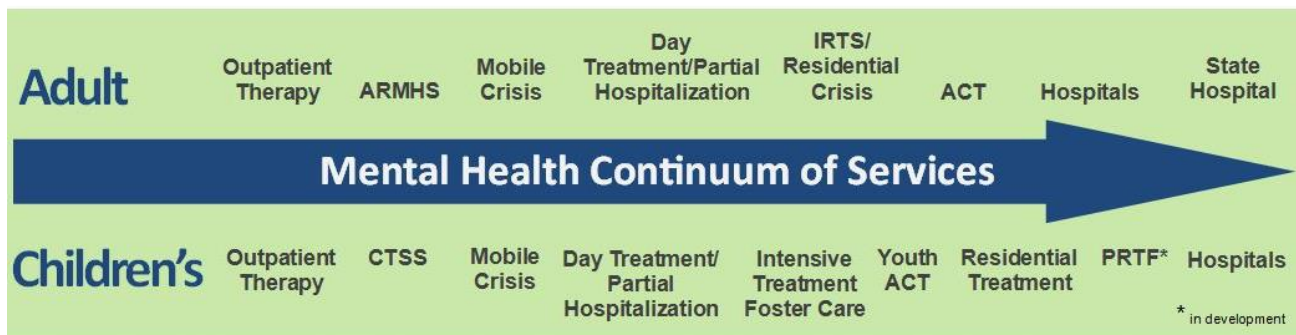 Adult
Outpatient
Therapy
ARMHS
Mobile
Crisis
Day
Treatment/Partial
Hospitalization
IRTS/
Residential
Crisis
ACT
Hospitals
State
Hospital
Mental Health Continuum of Services
Children's
Outpatient
Therapy
CTSS
Mobile
Crisis
Day Treatment/
Partial
Hospitalization
Intensive
Treatment
Foster Care
Youth
ACT
Residential
Treatment
PRTF*
Hospitals
* in development